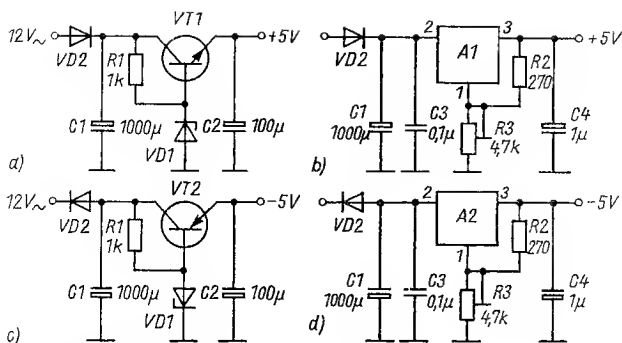 12V~ VD2 R1 1k C1 1000µ VT1 VD1 C2 100µ +5V
a)
VD2 C1 1000µ C3 0,1µ 2 A1 3 1 R3 4,7k R2 270 C4 1µ +5V
b)
12V~ VD2 R1 1k C1 1000µ VT2 VD1 C2 100µ −5V
c)
VD2 C1 1000µ C3 0,1µ 2 A2 3 1 R3 4,7k R2 270 C4 1µ −5V
d)